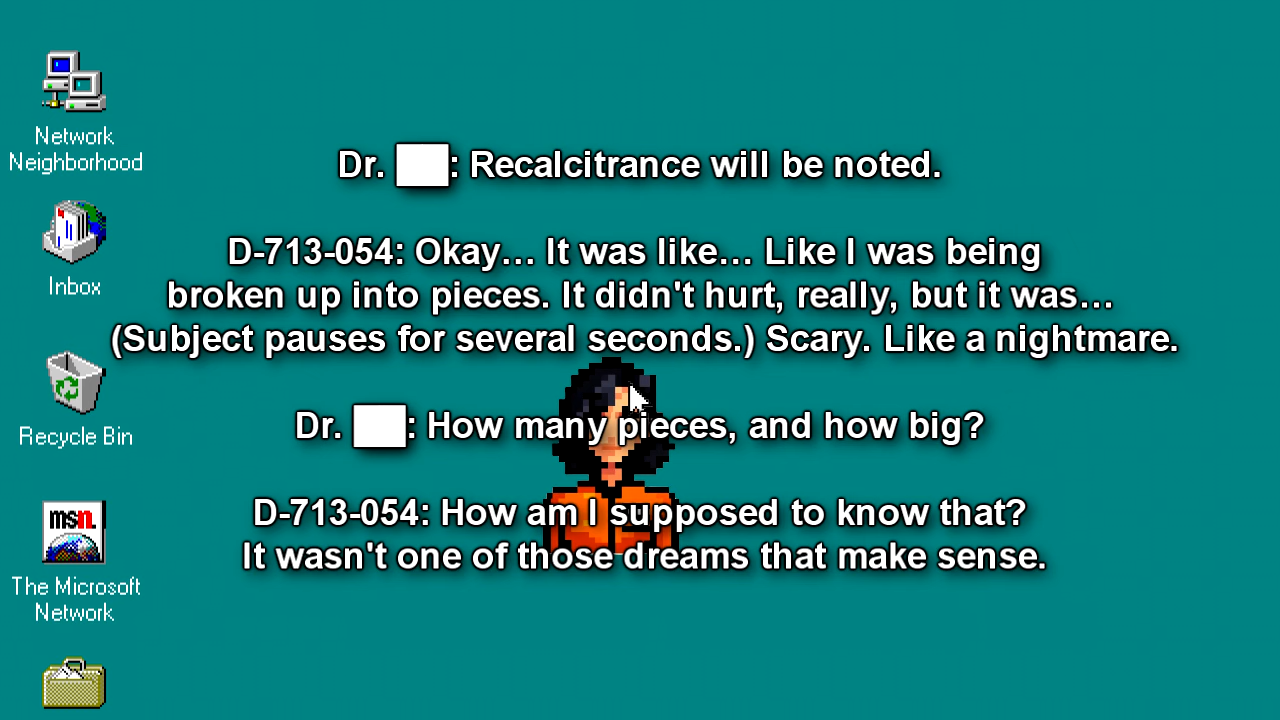 Network
Neighborhood
Inbox
Recycle Bin
msn.
The Microsoft
Network
Dr. ██: Recalcitrance will be noted.
D-713-054: Okay… It was like… Like I was being
broken up into pieces. It didn't hurt, really, but it was…
(Subject pauses for several seconds.) Scary. Like a nightmare.
Dr. ██: How many pieces, and how big?
D-713-054: How am I supposed to know that?
It wasn't one of those dreams that make sense.